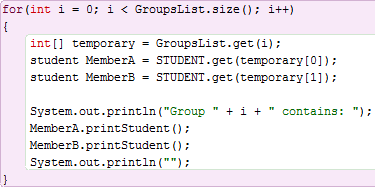 for(int i = 0; i < GroupsList.size(); i++)
{
int[] temporary = GroupsList.get(i);
student MemberA = STUDENT.get(temporary[0]);
student MemberB = STUDENT.get(temporary[1]);
System.out.println("Group " + i + " contains: ");
MemberA.printStudent();
MemberB.printStudent();
System.out.println("");
}